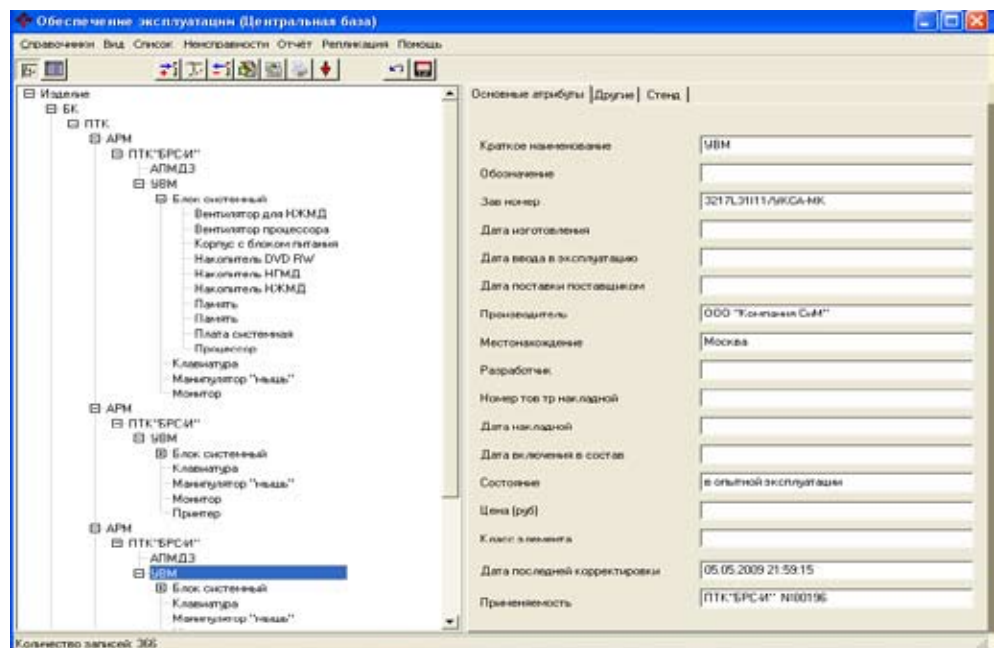 Обеспечение эксплуатации (Центральная база)
Справочники Вид Список Неисправности Отчёт Репликация Помощь
Изделие
БК
ПТК
АРМ
ПТК"БРС-И"
АПМДЗ
УВМ
Блок системный
Вентилятор для НЖМД
Вентилятор процессора
Корпус с блоком питания
Накопитель DVD RW
Накопитель НГМД
Накопитель НЖМД
Память
Память
Плата системная
Процессор
Клавиатура
Манипулятор "мышь"
Монитор
АРМ
ПТК"БРС-И"
УВМ
Блок системный
Клавиатура
Манипулятор "мышь"
Монитор
Принтер
АРМ
ПТК"БРС-И"
АПМДЗ
УВМ
Блок системный
Клавиатура
Манипулятор "мышь"
Основные атрибуты Другие Стенд
Краткое наименование УВМ
Обозначение
Зав номер
Дата изготовления
Дата ввода в эксплуатацию
Дата поставки поставщиком
Производитель ООО "Компания СиМ"
Местонахождение Москва
Разработчик
Номер тов тр накладной
Дата накладной
Дата включения в состав
Состояние в опытной эксплуатации
Цена (руб)
Класс элемента
Дата последней корректировки 05.05.2009 21:59:15
Применяемость ПТК"БРС-И" N100196
Количество записей: 366